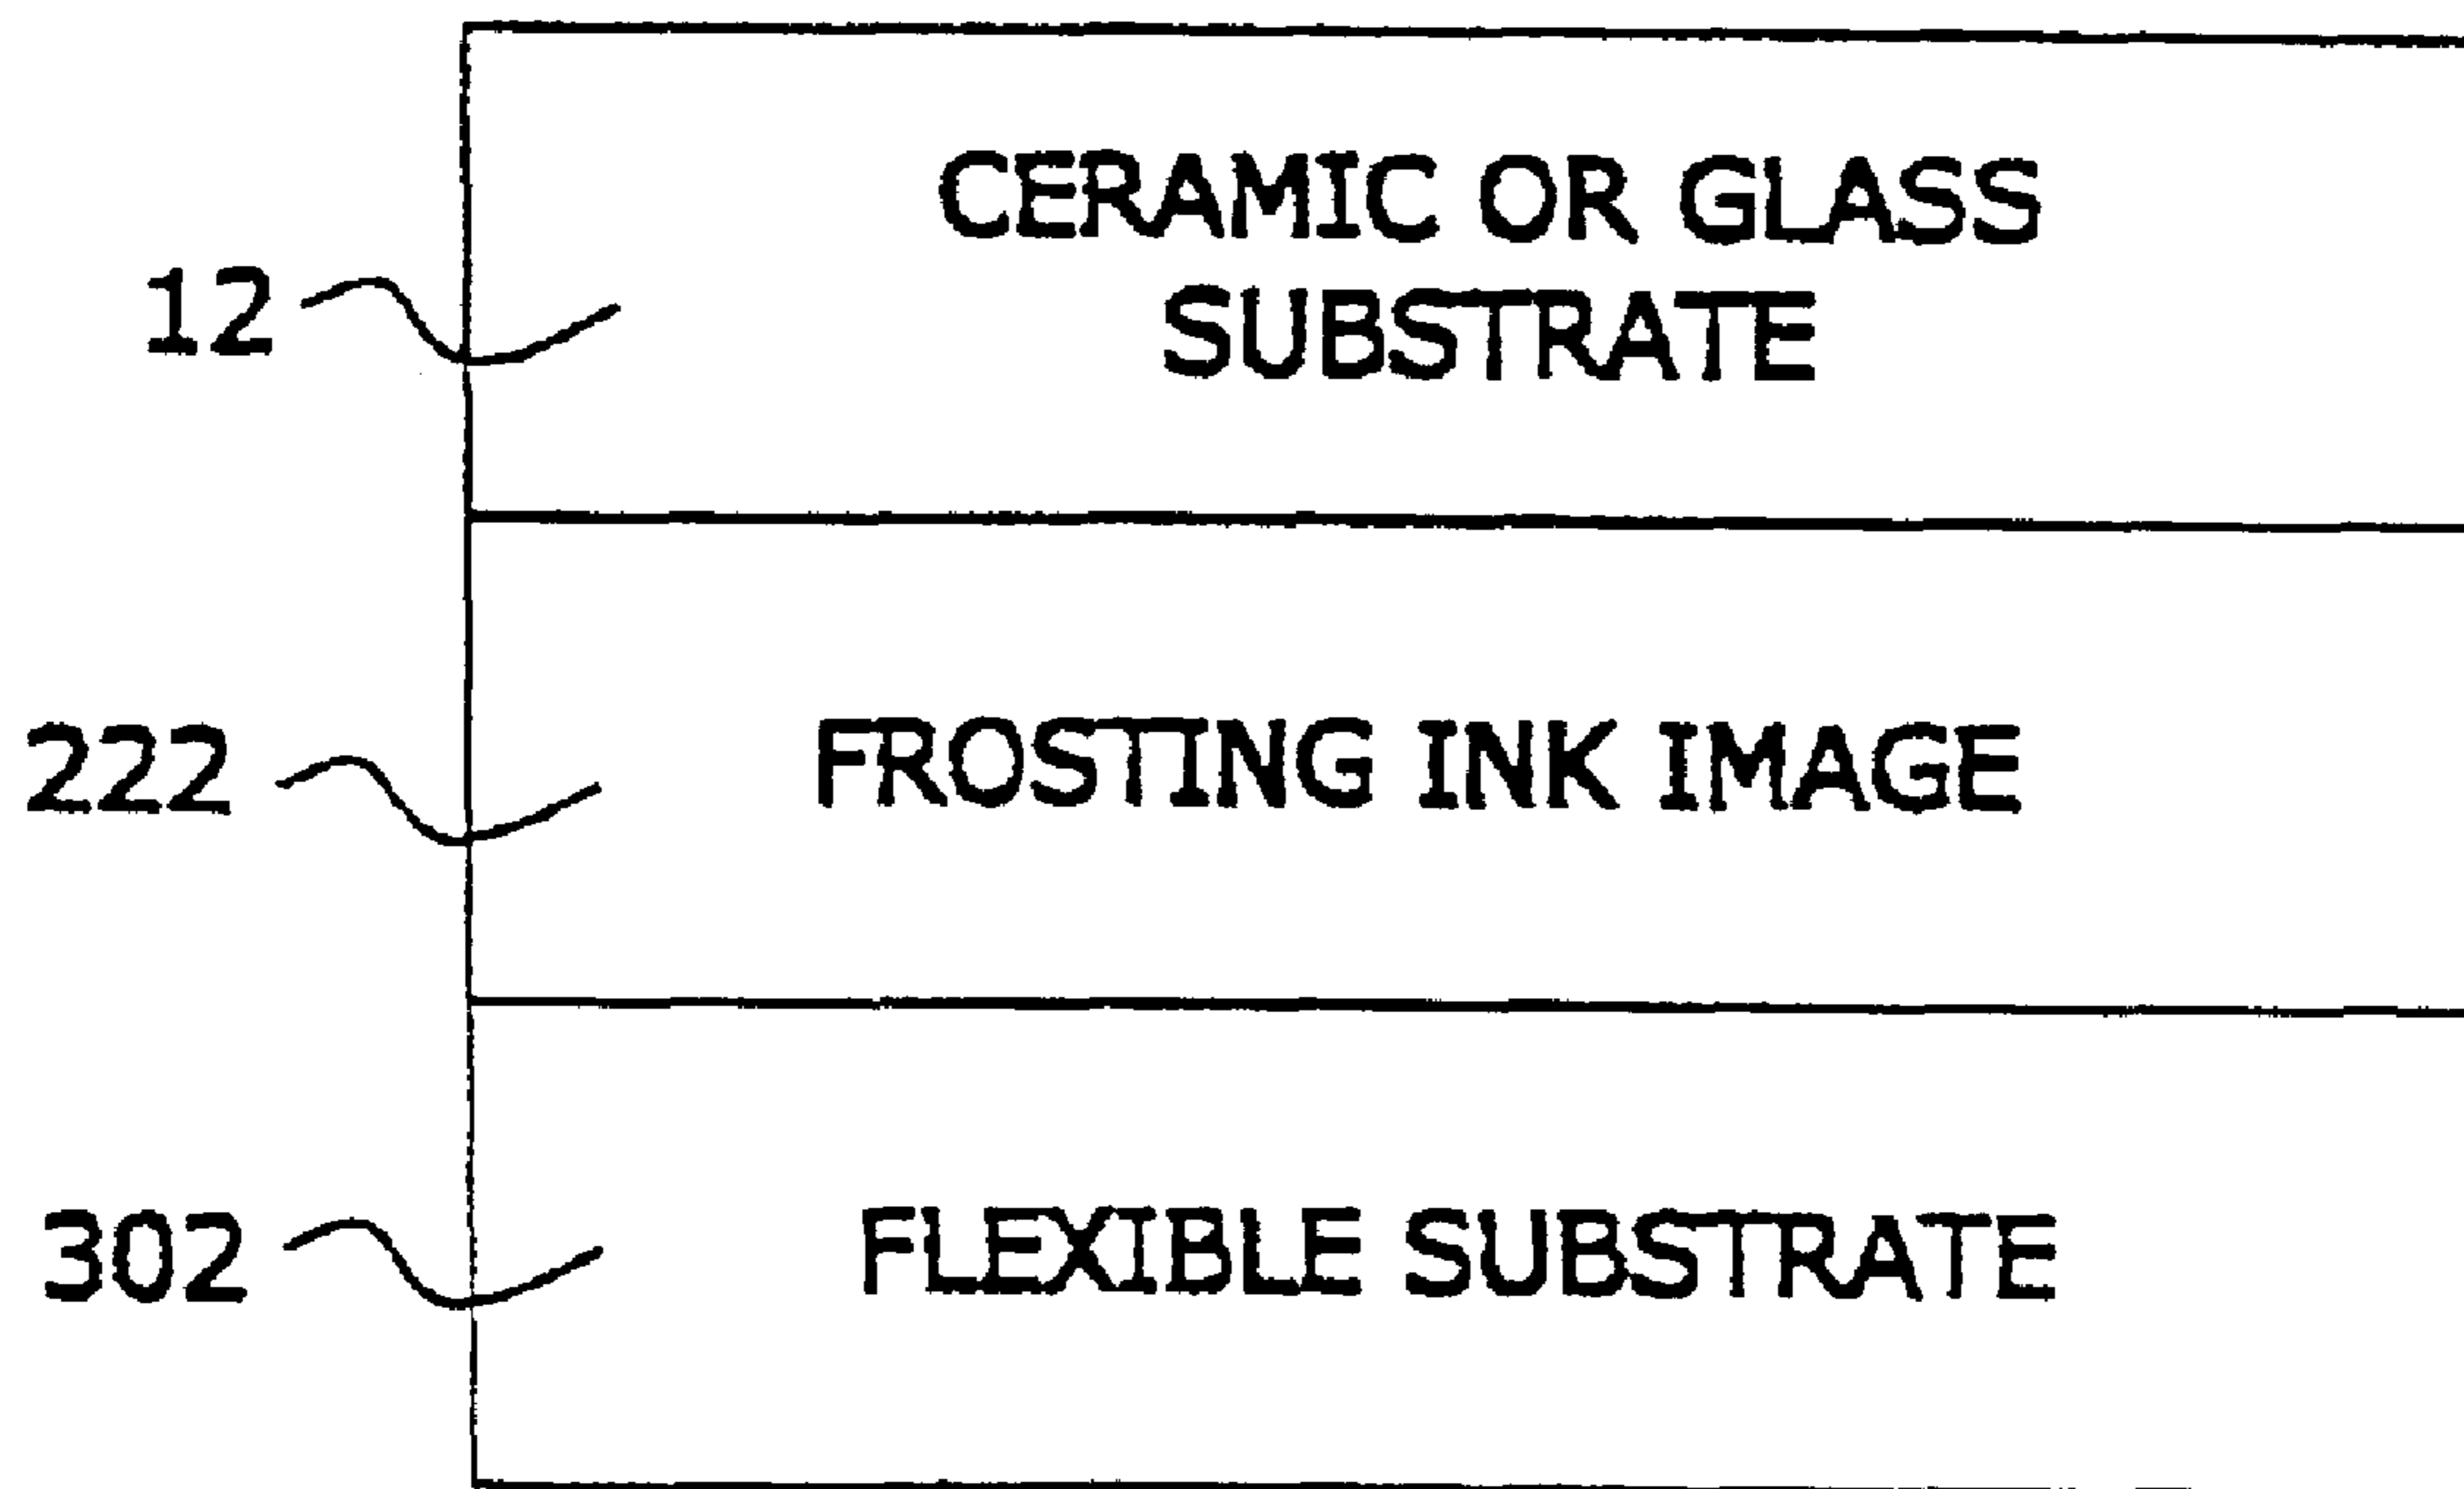 CERAMIC OR GLASS
SUBSTRATE
12
FROSTING INK IMAGE
222
FLEXIBLE SUBSTRATE
302